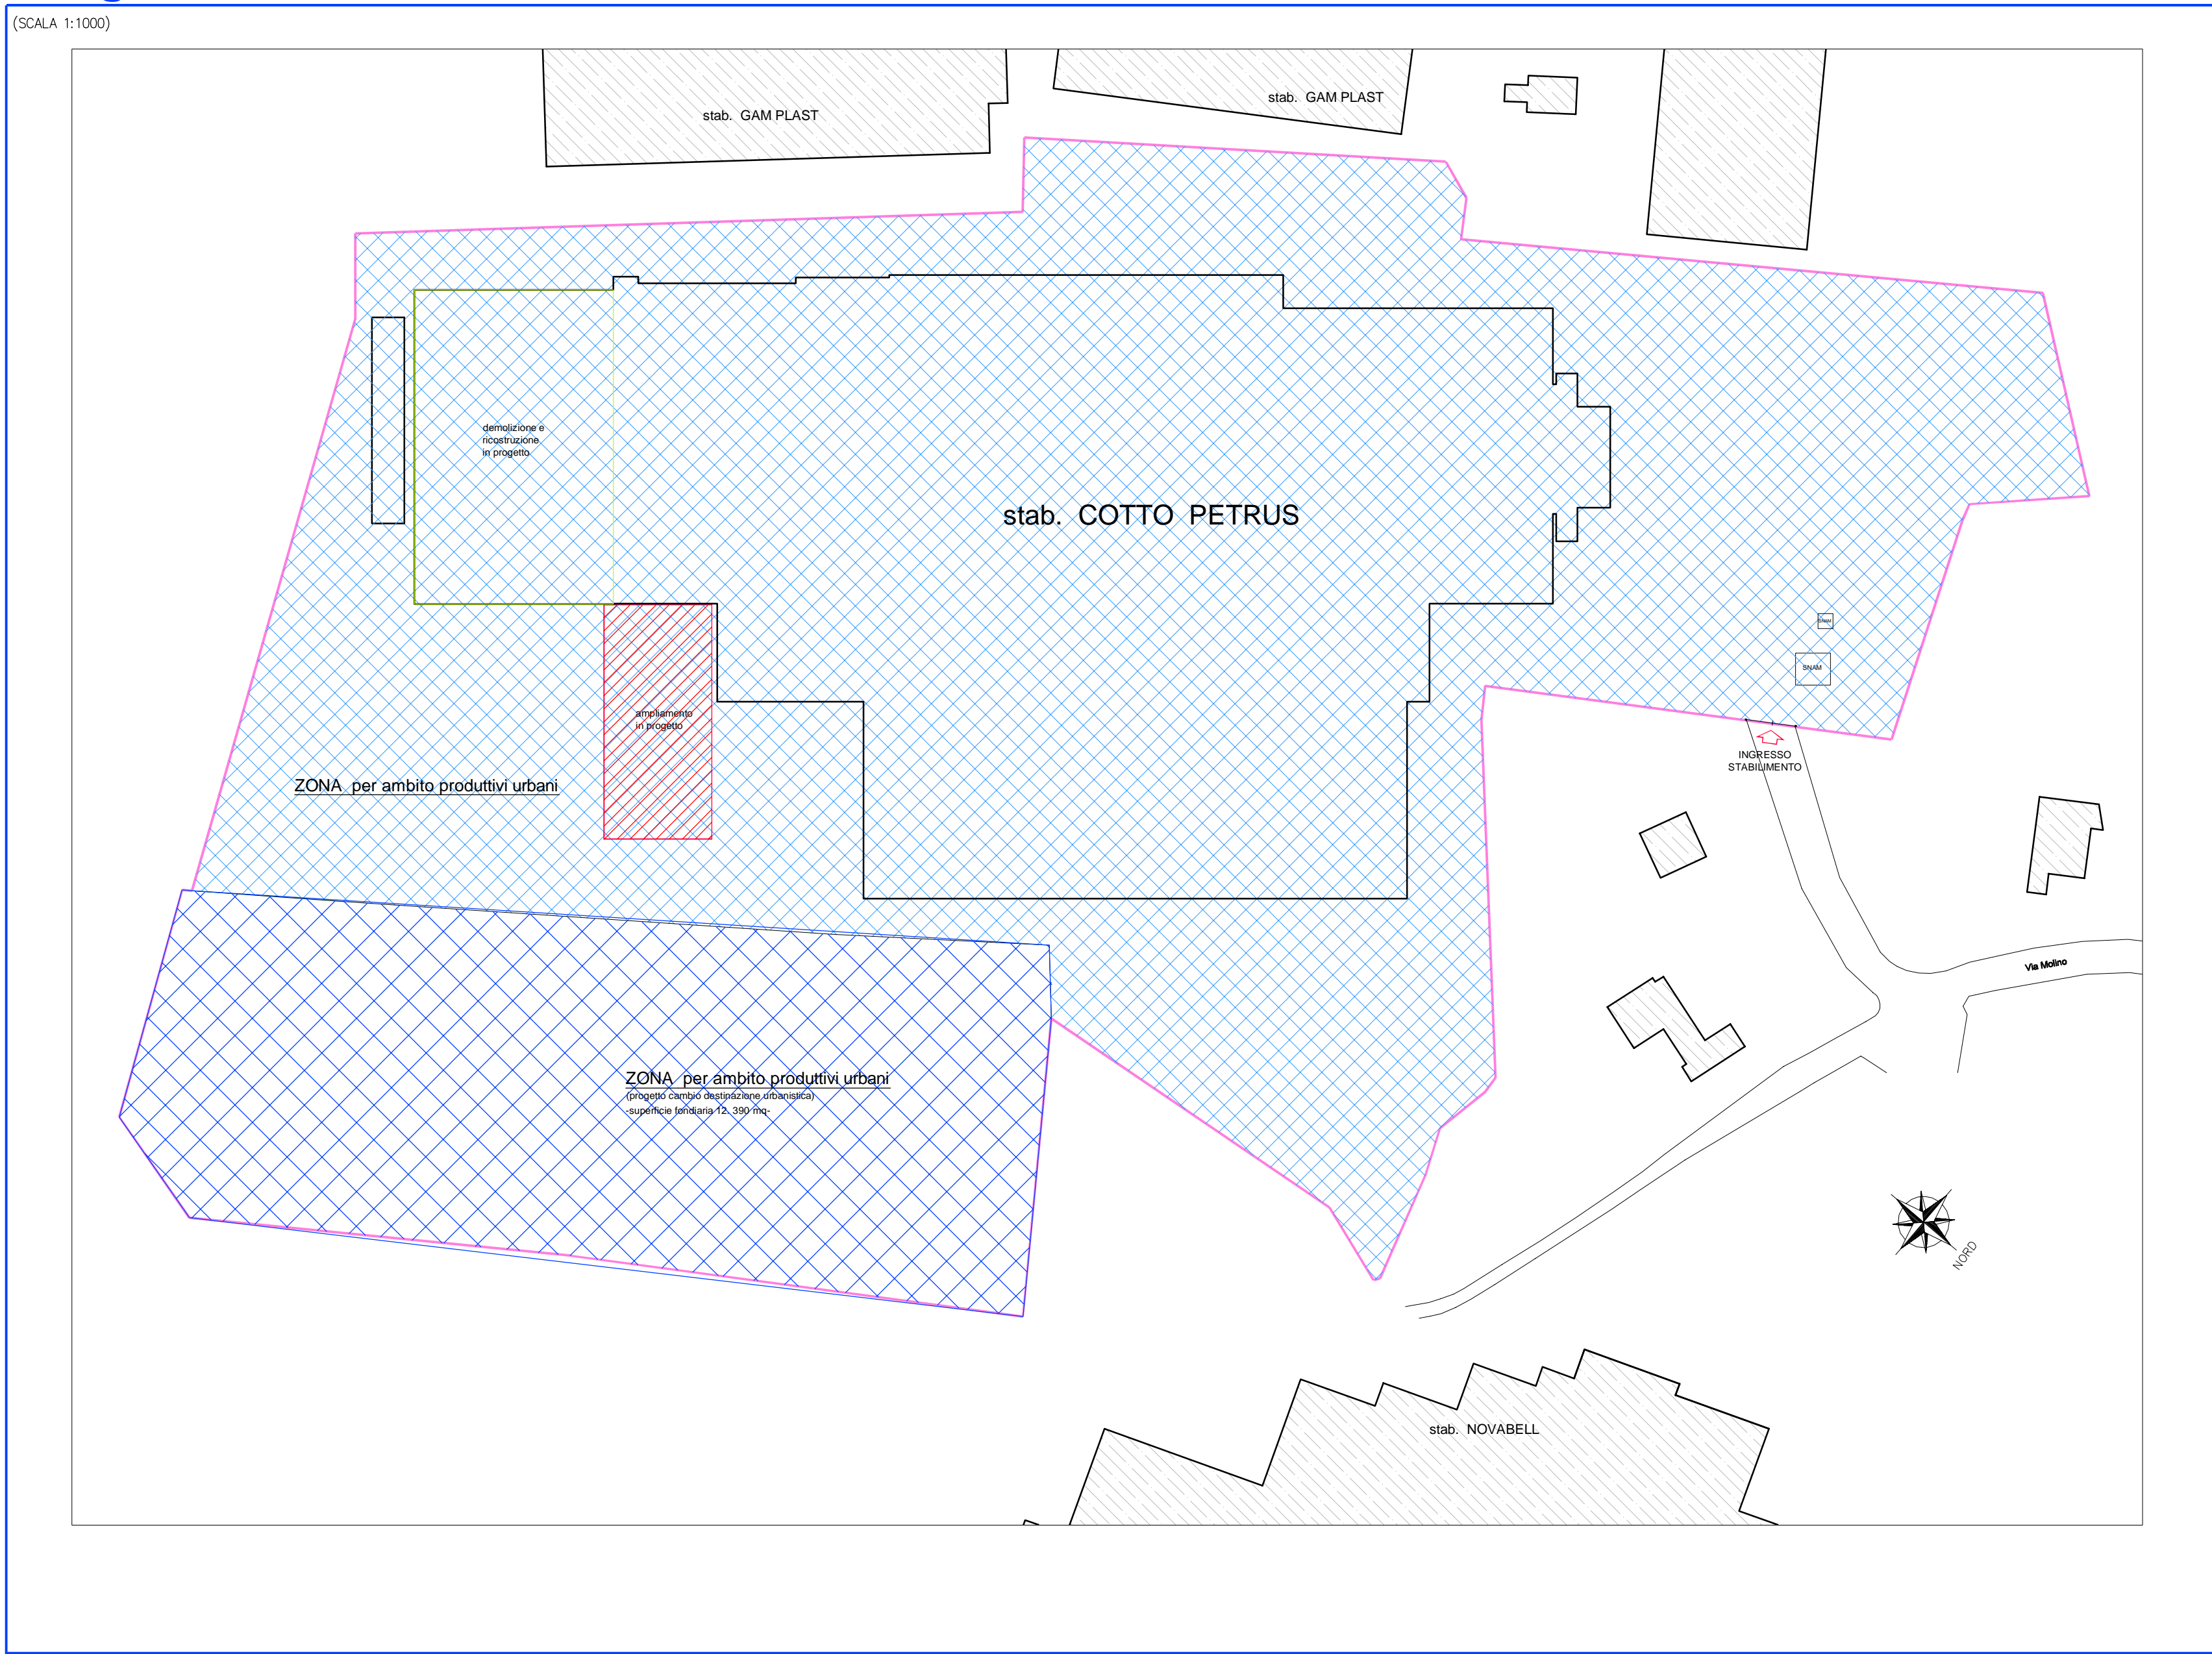 (SCALA 1:1000)
stab. GAM PLAST
stab. GAM PLAST
demolizione e
ricostruzione
in progetto
stab. COTTO PETRUS
SNAM
SNAM
ampliamento
in progetto
INGRESSO
STABILIMENTO
ZONA per ambito produttivi urbani
Via Molino
ZONA per ambito produttivi urbani
(progetto cambio destinazione urbanistica)
-superficie fondiaria 12. 390 mq-
NORD
stab. NOVABELL